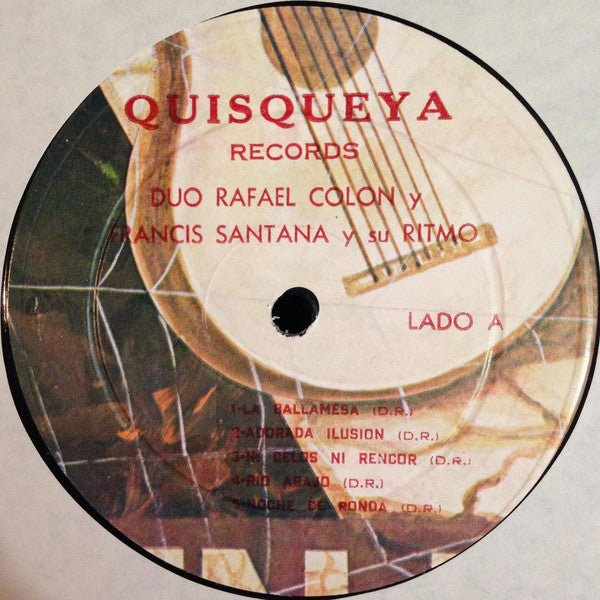 QUISQUEYA
RECORDS
DUO RAFAEL COLON y
FRANCIS SANTANA y su RITMO
LADO A
1-LA BALLAMESA (D.R.)
2-ADORADA ILUSION (D.R.)
3-NI CELOS NI RENCOR (D.R.)
4-RIO ABAJO (D.R.)
5-NOCHE DE RONDA (D.R.)